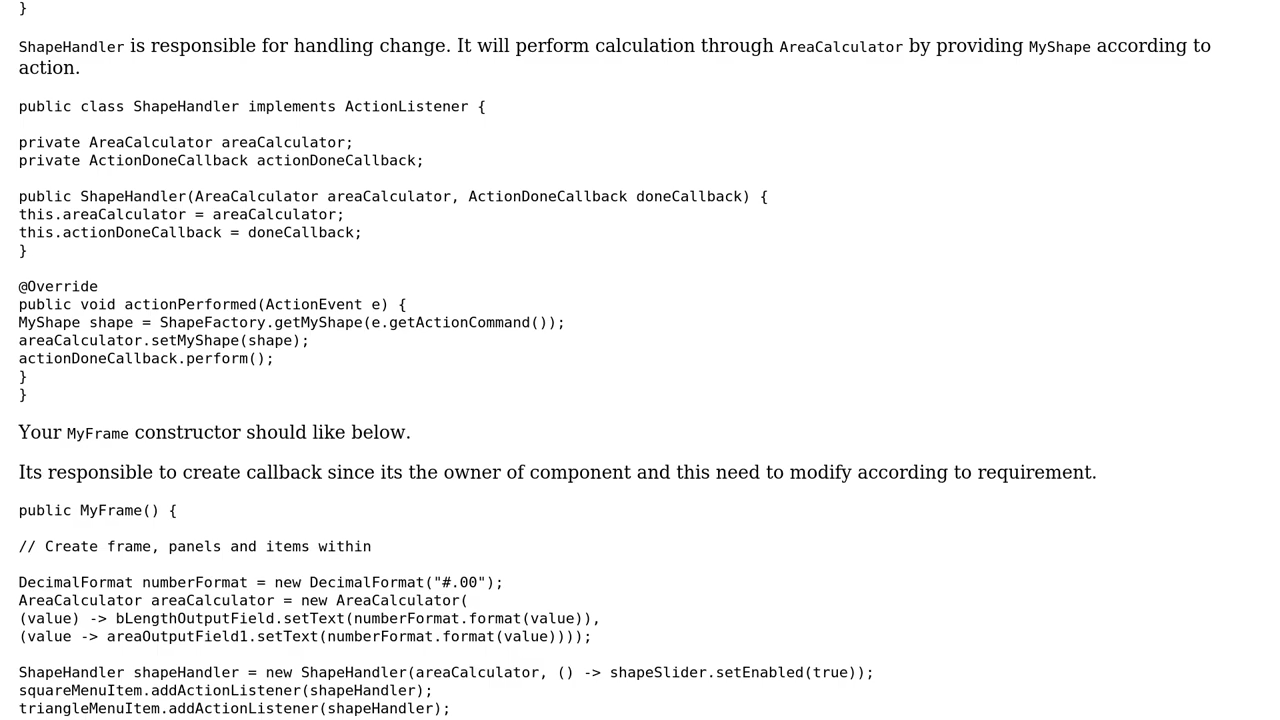 }
ShapeHandler is responsible for handling change. It will perform calculation through AreaCalculator by providing MyShape according to
action.
public class ShapeHandler implements ActionListener {
private AreaCalculator areaCalculator;
private ActionDoneCallback actionDoneCallback;
public ShapeHandler(AreaCalculator areaCalculator, ActionDoneCallback doneCallback) {
this.areaCalculator = areaCalculator;
this.actionDoneCallback = doneCallback;
}
@Override
public void actionPerformed(ActionEvent e) {
MyShape shape = ShapeFactory.getMyShape(e.getActionCommand());
areaCalculator.setMyShape(shape);
actionDoneCallback.perform();
}
}
Your MyFrame constructor should like below.
Its responsible to create callback since its the owner of component and this need to modify according to requirement.
public MyFrame() {
// Create frame, panels and items within
DecimalFormat numberFormat = new DecimalFormat("#.00");
AreaCalculator areaCalculator = new AreaCalculator(
(value) -> bLengthOutputField.setText(numberFormat.format(value)),
(value -> areaOutputField1.setText(numberFormat.format(value))));
ShapeHandler shapeHandler = new ShapeHandler(areaCalculator, () -> shapeSlider.setEnabled(true));
squareMenuItem.addActionListener(shapeHandler);
triangleMenuItem.addActionListener(shapeHandler);